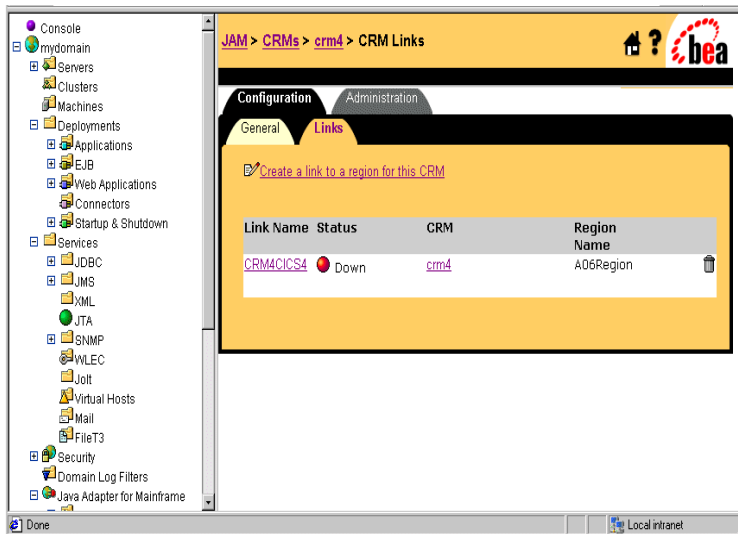 Console
mydomain
Servers
Clusters
Machines
Deployments
Applications
EJB
Web Applications
Connectors
Startup & Shutdown
Services
JDBC
JMS
XML
JTA
SNMP
WLEC
Jolt
Virtual Hosts
Mail
FileT3
Security
Domain Log Filters
Java Adapter for Mainframe
JAM > CRMs > crm4 > CRM Links
?
bea
Configuration Administration
General Links
Create a link to a region for this CRM
Link Name Status CRM Region
Name
CRM4CICS4 Down crm4 A06Region
Done Local intranet